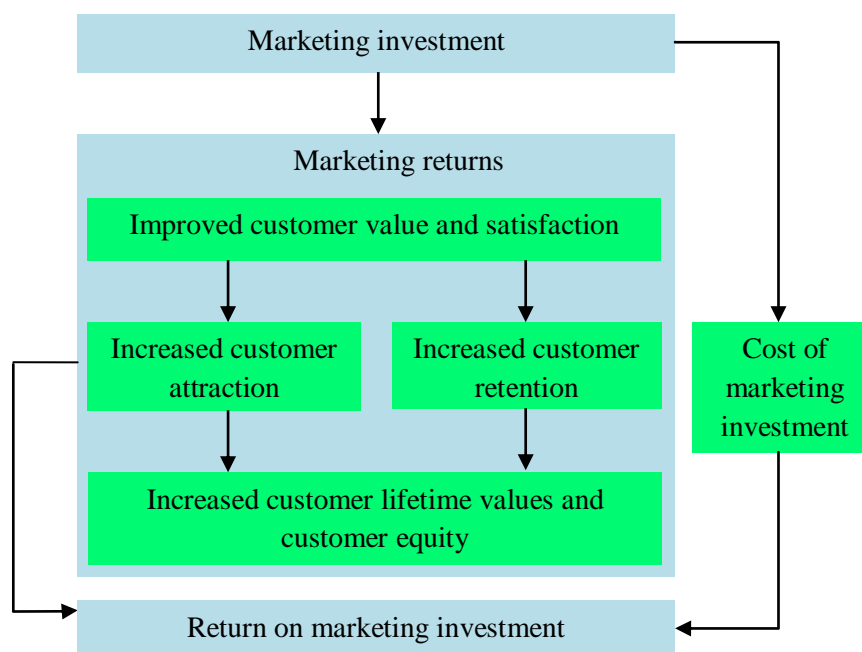 Marketing investment
Marketing returns
Improved customer value and satisfaction
Increased customer
attraction
Increased customer
retention
Cost of
marketing
investment
Increased customer lifetime values and
customer equity
Return on marketing investment